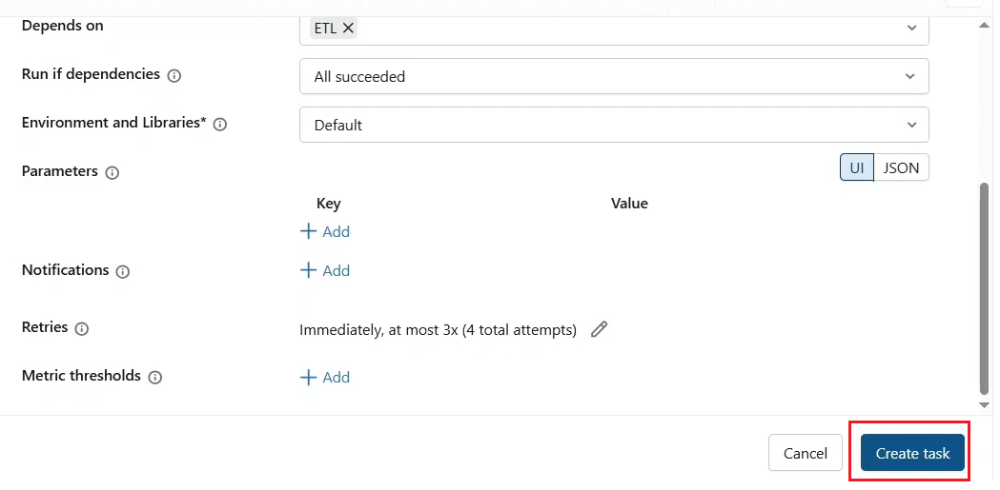 Depends on
ETL
Run if dependencies
All succeeded
Environment and Libraries*
Default
Parameters
UI JSON
Key Value
Add
Notifications
Add
Retries
Immediately, at most 3x (4 total attempts)
Metric thresholds
Add
Cancel Create task